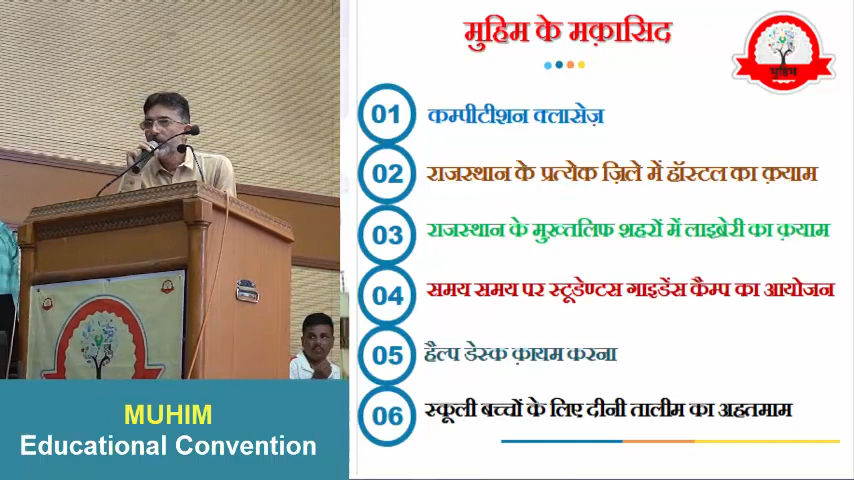 मुहिम के मक़ासिद
मुहिम
01 कम्पीटीशन क्लासेज़
02 राजस्थान के प्रत्येक ज़िले में हॉस्टल का क़याम
03 राजस्थान के मुख़्तलिफ शहरों में लाइब्रेरी का क़याम
04 समय समय पर स्टूडेण्टस गाइडेंस कैम्प का आयोजन
05 हैल्प डेस्क क़ायम करना
06 स्कूली बच्चों के लिए दीनी तालीम का अहतमाम
MUHIM
Educational Convention